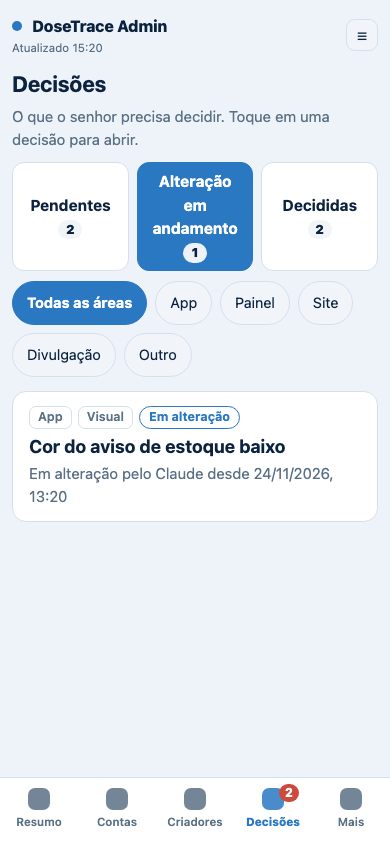 DoseTrace Admin
Atualizado 15:20
≡
Decisões
O que o senhor precisa decidir. Toque em uma
decisão para abrir.
Pendentes
2
Alteração
em
andamento
1
Decididas
2
Todas as áreas
App
Painel
Site
Divulgação
Outro
App
Visual
Em alteração
Cor do aviso de estoque baixo
Em alteração pelo Claude desde 24/11/2026,
13:20
2
Resumo
Contas
Criadores
Decisões
Mais